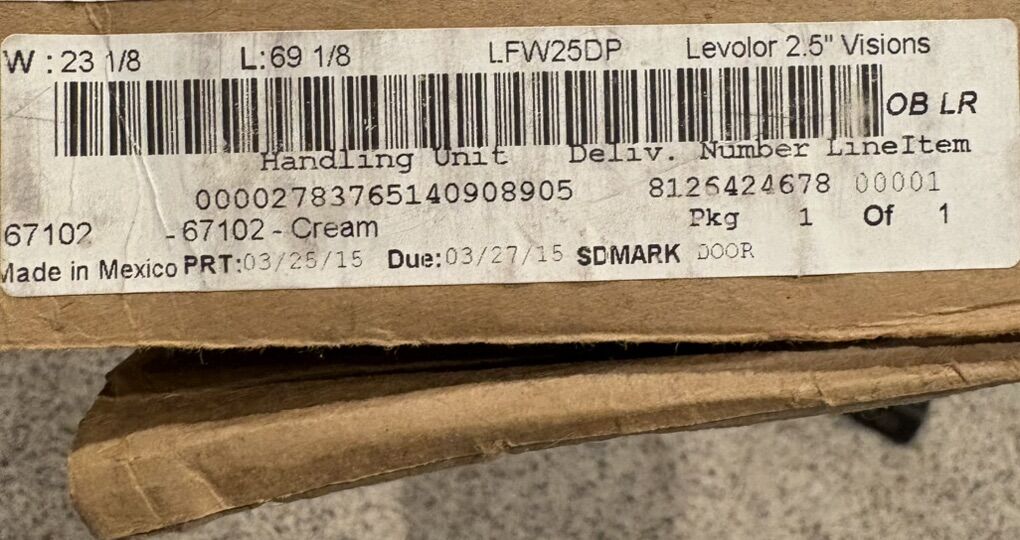 W : 23 1/8 L:69 1/8 LFW25DP Levolor 2.5" Visions
OB LR
Handling Unit Deliv. Number LineItem
00002783765140908905 8126424678 00001
67102 - 67102 - Cream Pkg 1 Of 1
Made in Mexico PRT:03/25/15 Due:03/27/15 SDMARK DOOR